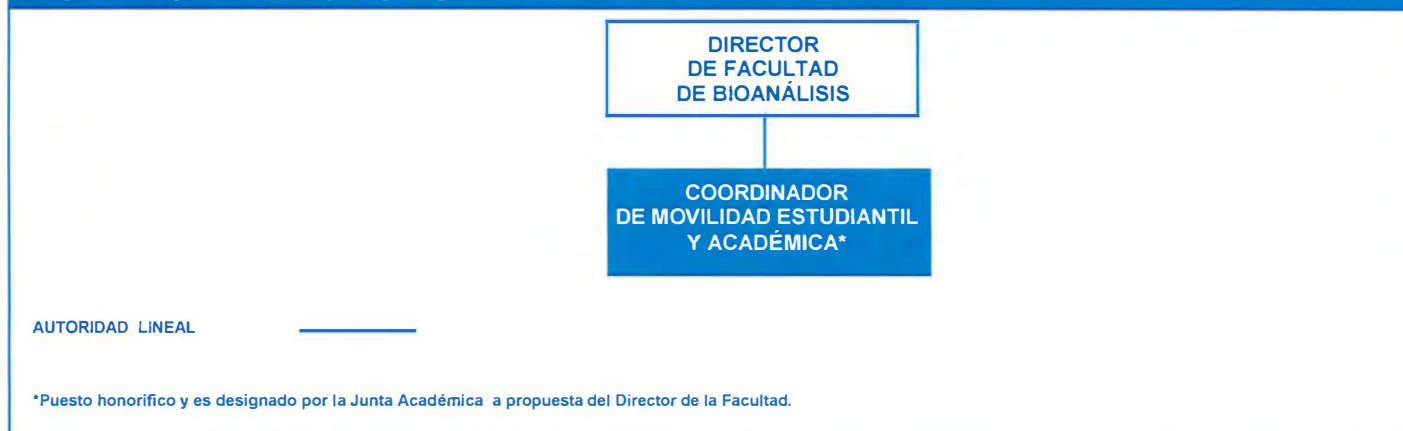 DIRECTOR
DE FACULTAD
DE BIOANÁLISIS
COORDINADOR
DE MOVILIDAD ESTUDIANTIL
Y ACADÉMICA*
AUTORIDAD LINEAL
*Puesto honorífico y es designado por la Junta Académica a propuesta del Director de la Facultad.